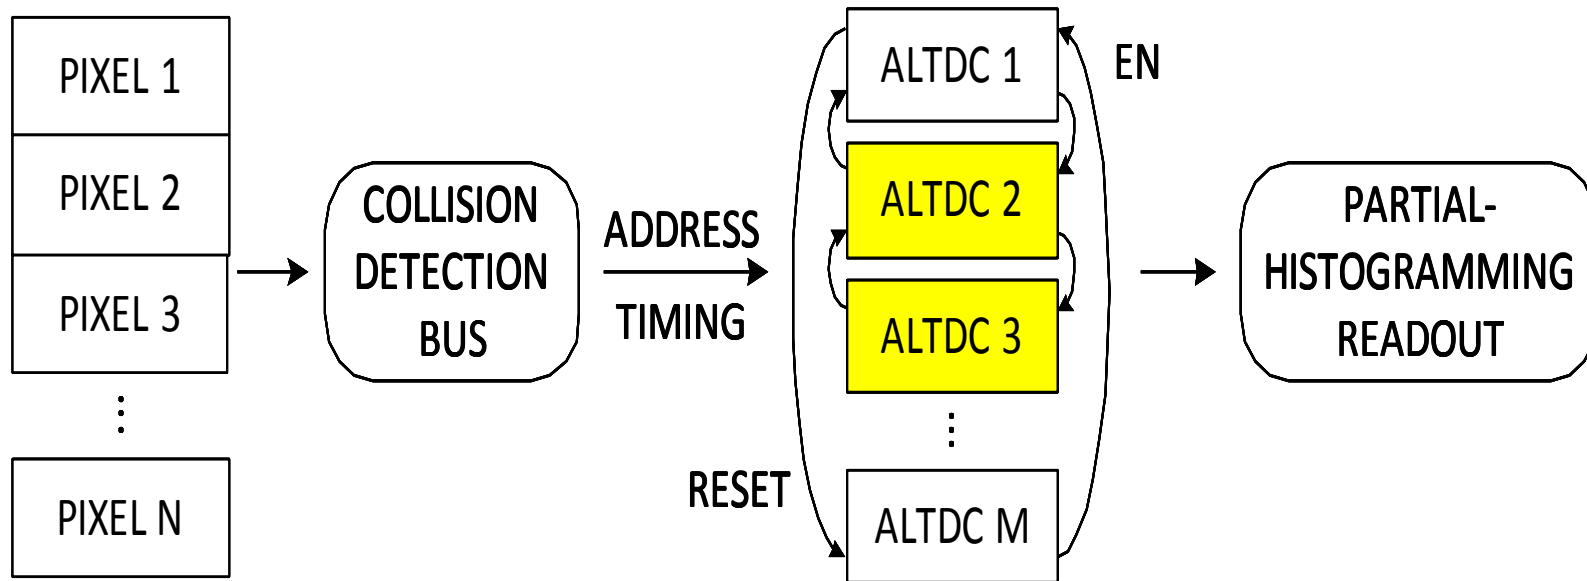 PIXEL 1
PIXEL 2
PIXEL 3
⋮
PIXEL N
COLLISION
DETECTION
BUS
ADDRESS
TIMING
ALTDC 1
ALTDC 2
ALTDC 3
⋮
ALTDC M
EN
RESET
PARTIAL-
HISTOGRAMMING
READOUT